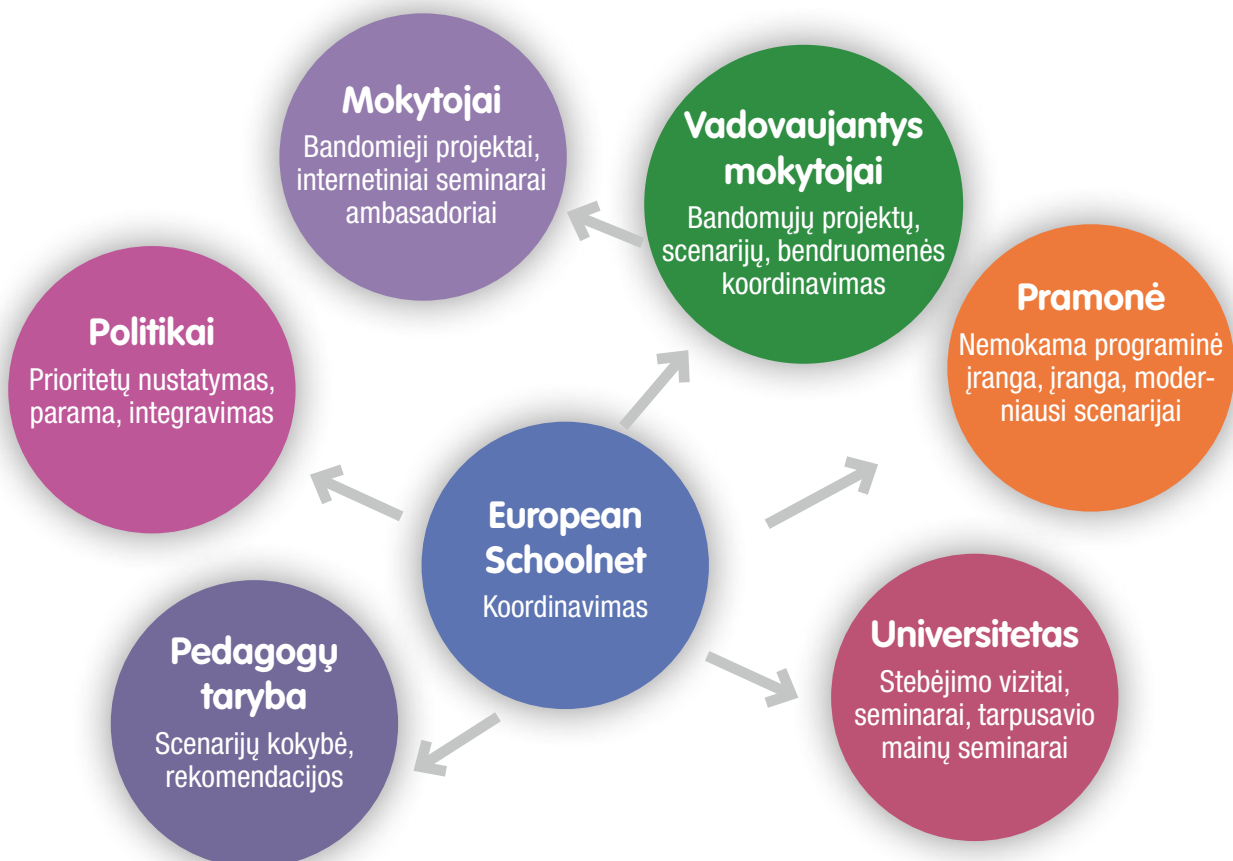 Mokytojai
Bandomieji projektai,
internetiniai seminarai
ambasadoriai
Vadovaujantys
mokytojai
Bandomųjų projektų,
scenarijų, bendruomenės
koordinavimas
Pramonė
Nemokama programinė
įranga, įranga, moder-
niausi scenarijai
Politikai
Prioritetų nustatymas,
parama, integravimas
European
Schoolnet
Koordinavimas
Universitetas
Stebėjimo vizitai,
seminarai, tarpusavio
mainų seminarai
Pedagogų
taryba
Scenarijų kokybė,
rekomendacijos